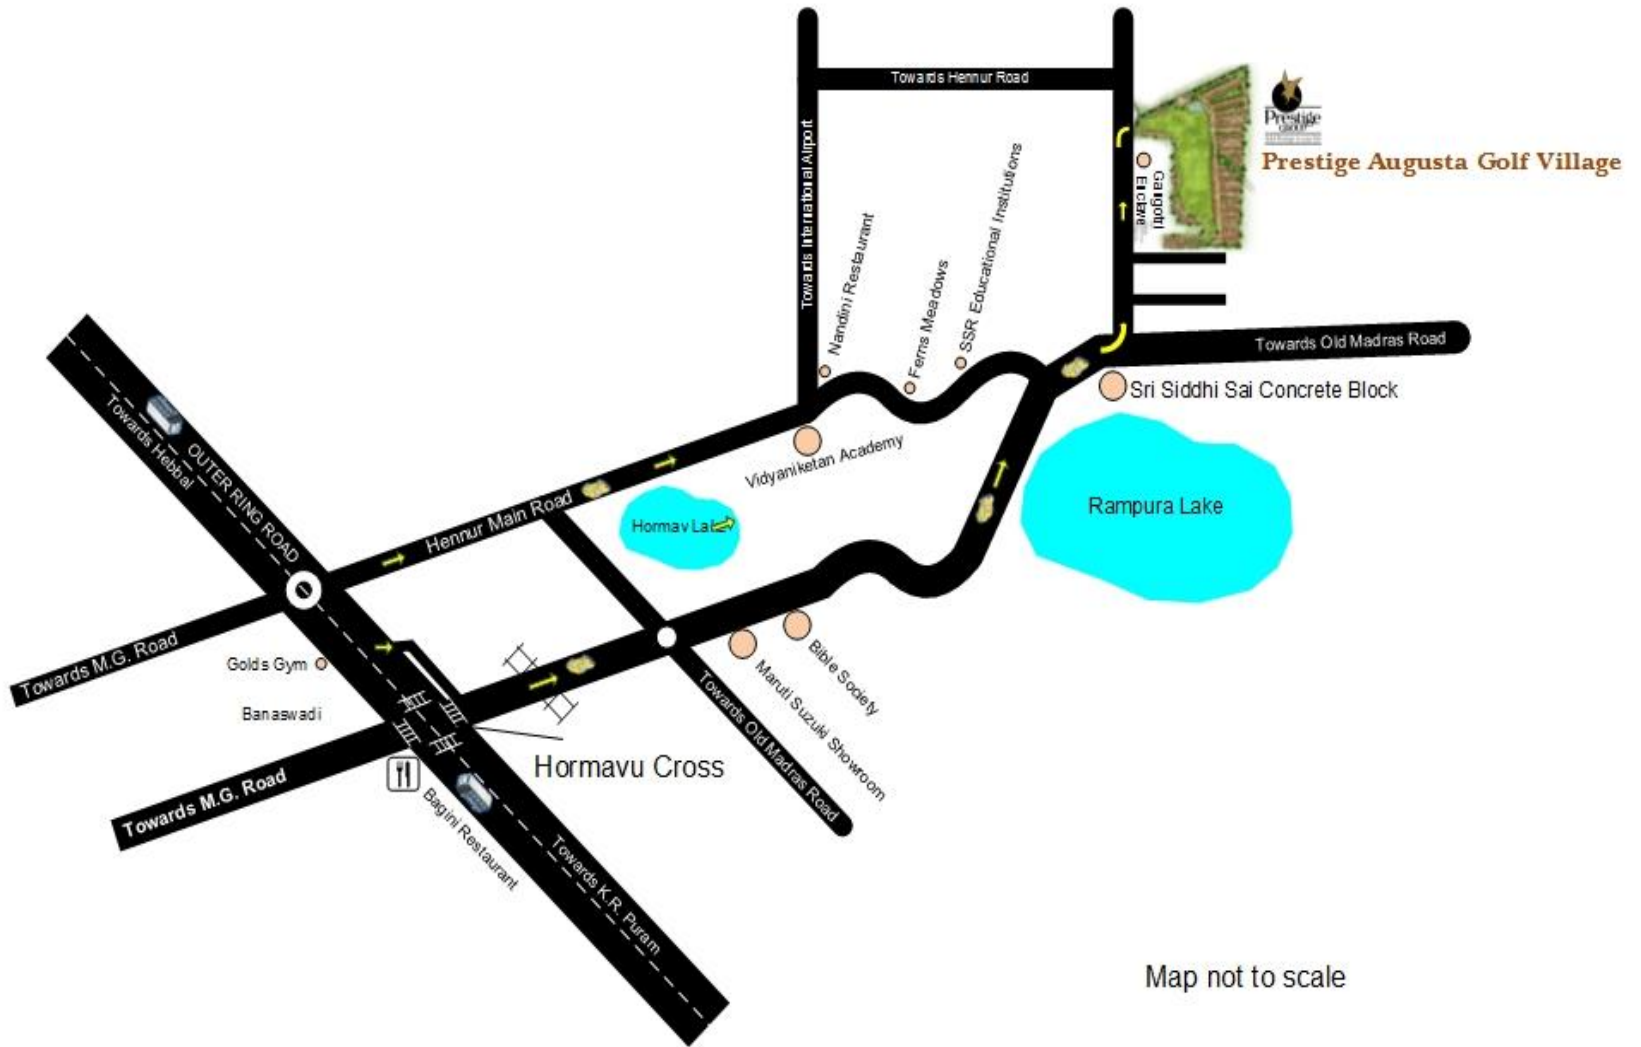 Towards Hennur Road
Prestige
GROUP
Prestige Augusta Golf Village
Towards International Airport
Gangotri
Enclave
SSR Educational Institutions
Nandini Restaurant
Ferns Meadows
Towards Old Madras Road
Sri Siddhi Sai Concrete Block
Towards Hebbal
OUTER RING ROAD
Vidyaniketan Academy
Hennur Main Road
Hormav
Rampura Lake
Towards M.G. Road
Golds Gym
Banaswadi
Bible Society
Maruti Suzuki Showroom
Towards Old Madras Road
Hormavu Cross
Towards M.G. Road
Bagini Restaurant
Towards K.R. Puram
Map not to scale